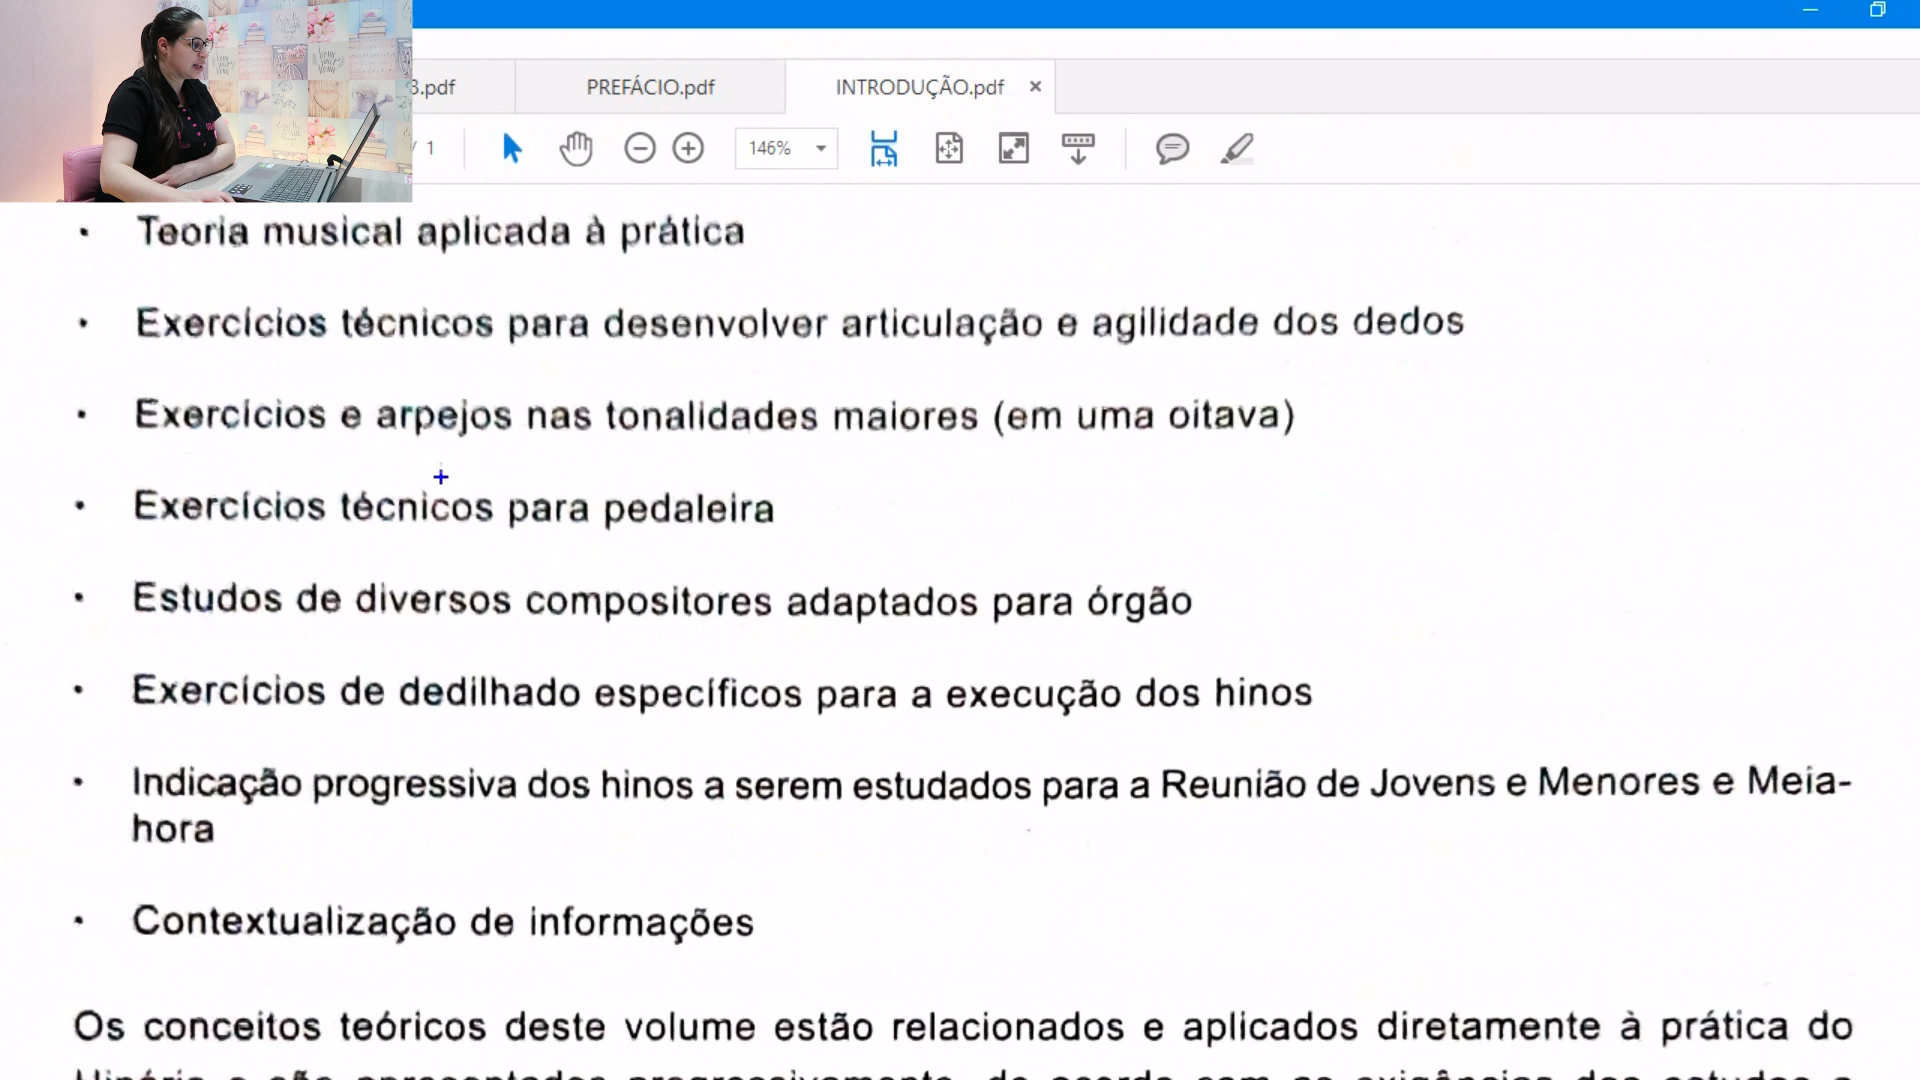 3.pdf
PREFÁCIO.pdf
INTRODUÇÃO.pdf
/ 1
146%
• Teoria musical aplicada à prática
• Exercícios técnicos para desenvolver articulação e agilidade dos dedos
• Exercícios e arpejos nas tonalidades maiores (em uma oitava)
• Exercícios técnicos para pedaleira
• Estudos de diversos compositores adaptados para órgão
• Exercícios de dedilhado específicos para a execução dos hinos
• Indicação progressiva dos hinos a serem estudados para a Reunião de Jovens e Menores e Meia-
hora
• Contextualização de informações
Os conceitos teóricos deste volume estão relacionados e aplicados diretamente à prática do